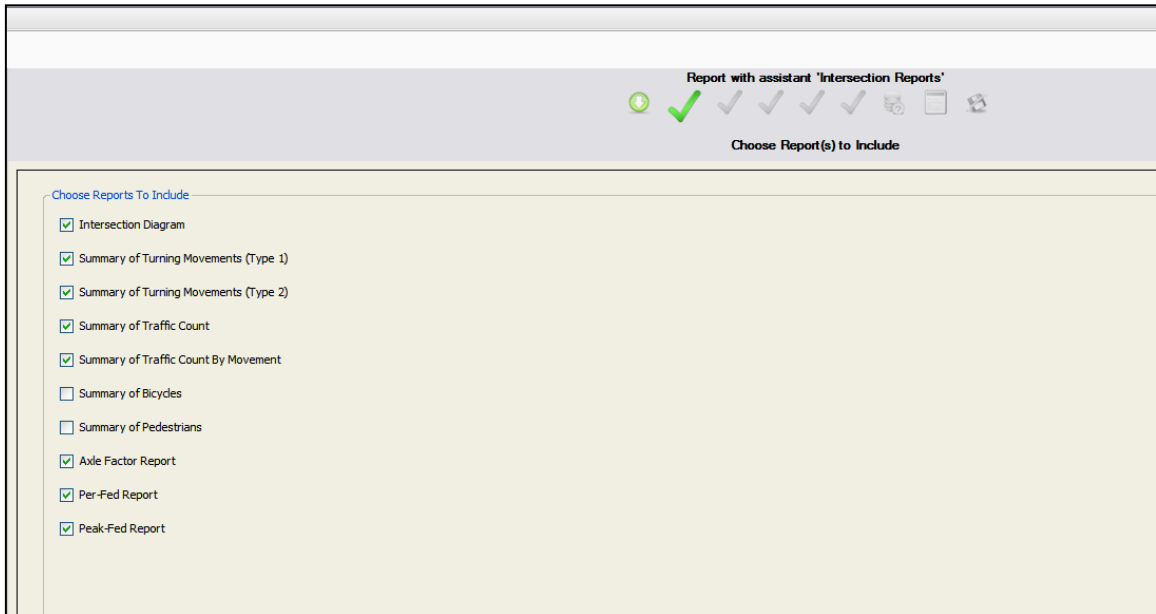 Report with assistant 'Intersection Reports'
Choose Report(s) to Include
Choose Reports To Include
Intersection Diagram
Summary of Turning Movements (Type 1)
Summary of Turning Movements (Type 2)
Summary of Traffic Count
Summary of Traffic Count By Movement
Summary of Bicycles
Summary of Pedestrians
Axle Factor Report
Per-Fed Report
Peak-Fed Report